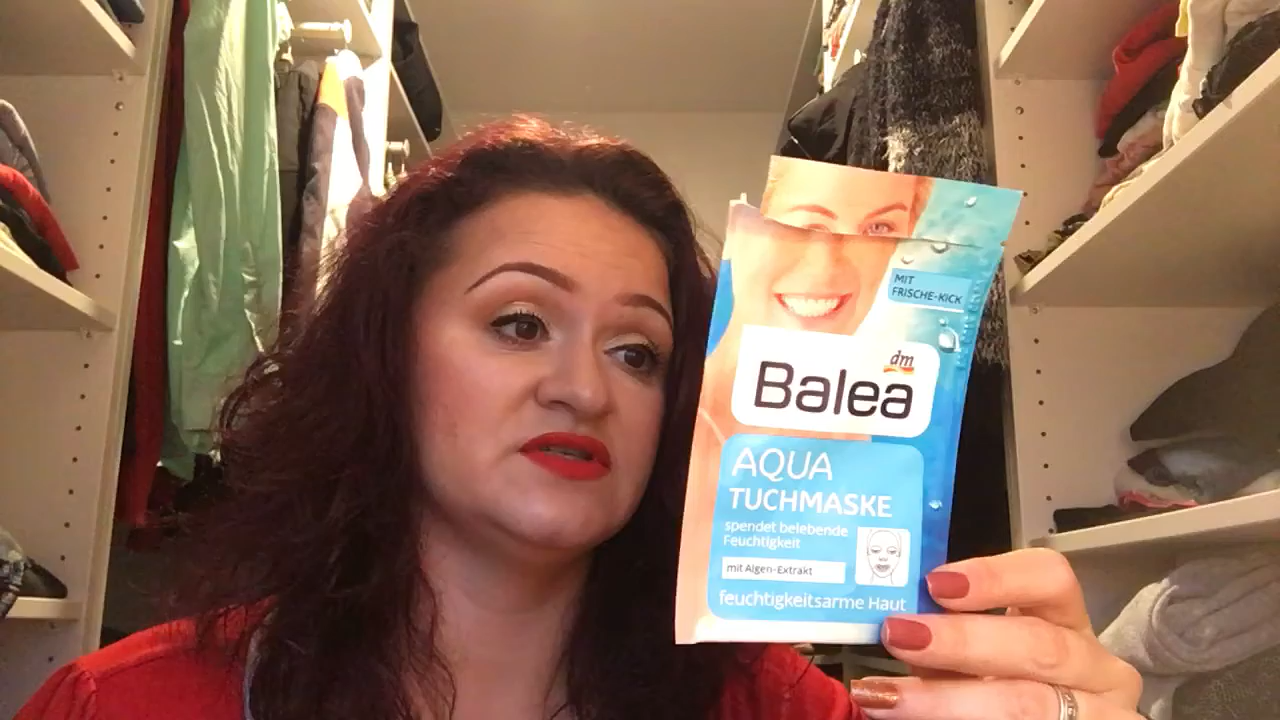 MIT
FRISCHE-KICK
dm
Balea
AQUA
TUCHMASKE
spendet belebende
Feuchtigkeit
mit Algen-Extrakt
feuchtigkeitsarme Haut